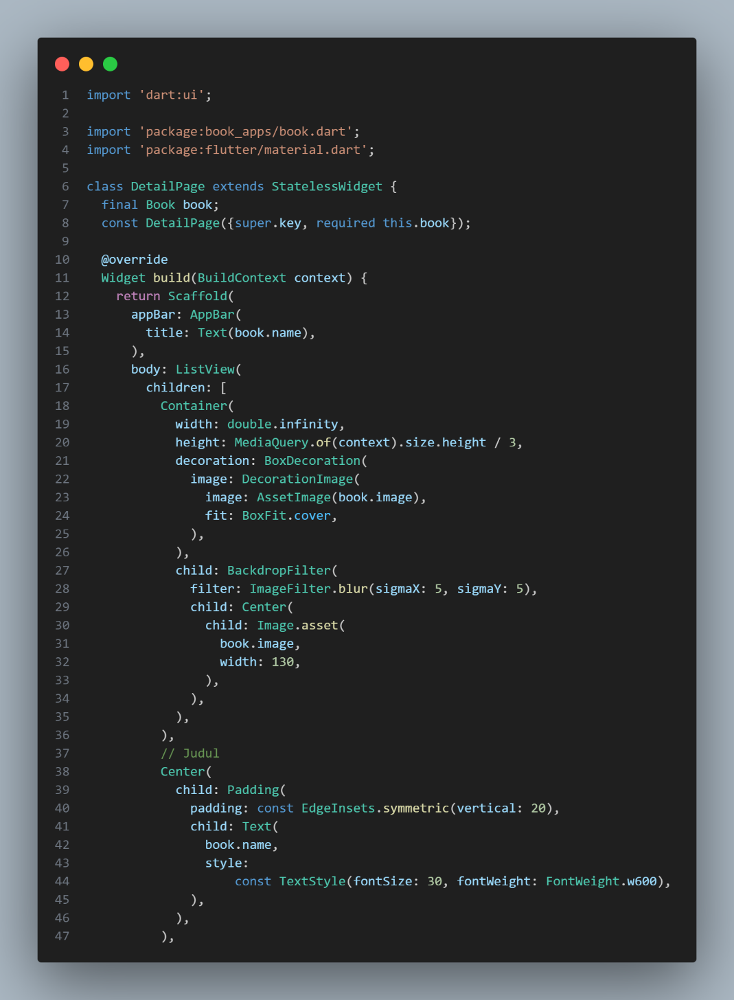 1 import 'dart:ui';
2
3 import 'package:book_apps/book.dart';
4 import 'package:flutter/material.dart';
5
6 class DetailPage extends StatelessWidget {
7   final Book book;
8   const DetailPage({super.key, required this.book});
9
10   @override
11   Widget build(BuildContext context) {
12     return Scaffold(
13       appBar: AppBar(
14         title: Text(book.name),
15       ),
16       body: ListView(
17         children: [
18           Container(
19             width: double.infinity,
20             height: MediaQuery.of(context).size.height / 3,
21             decoration: BoxDecoration(
22               image: DecorationImage(
23                 image: AssetImage(book.image),
24                 fit: BoxFit.cover,
25               ),
26             ),
27             child: BackdropFilter(
28               filter: ImageFilter.blur(sigmaX: 5, sigmaY: 5),
29               child: Center(
30                 child: Image.asset(
31                   book.image,
32                   width: 130,
33                 ),
34               ),
35             ),
36           ),
37           // Judul
38           Center(
39             child: Padding(
40               padding: const EdgeInsets.symmetric(vertical: 20),
41               child: Text(
42                 book.name,
43                 style:
44                     const TextStyle(fontSize: 30, fontWeight: FontWeight.w600),
45               ),
46             ),
47           ),